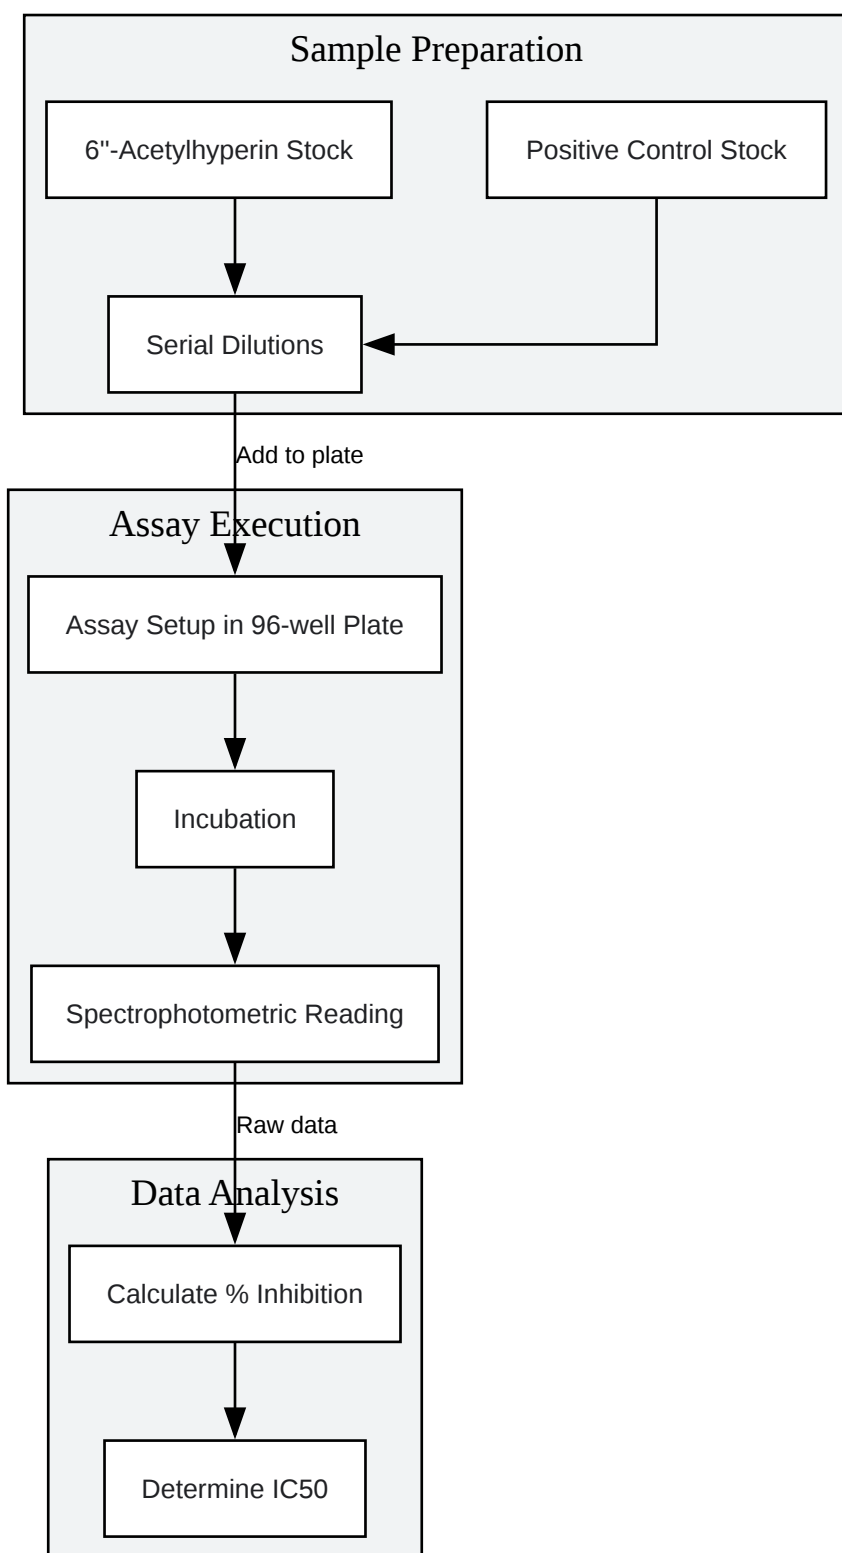 Sample Preparation
6''-Acetylhyperin Stock
Positive Control Stock
Serial Dilutions
Add to plate
Assay Execution
Assay Setup in 96-well Plate
Incubation
Spectrophotometric Reading
Raw data
Data Analysis
Calculate % Inhibition
Determine IC50